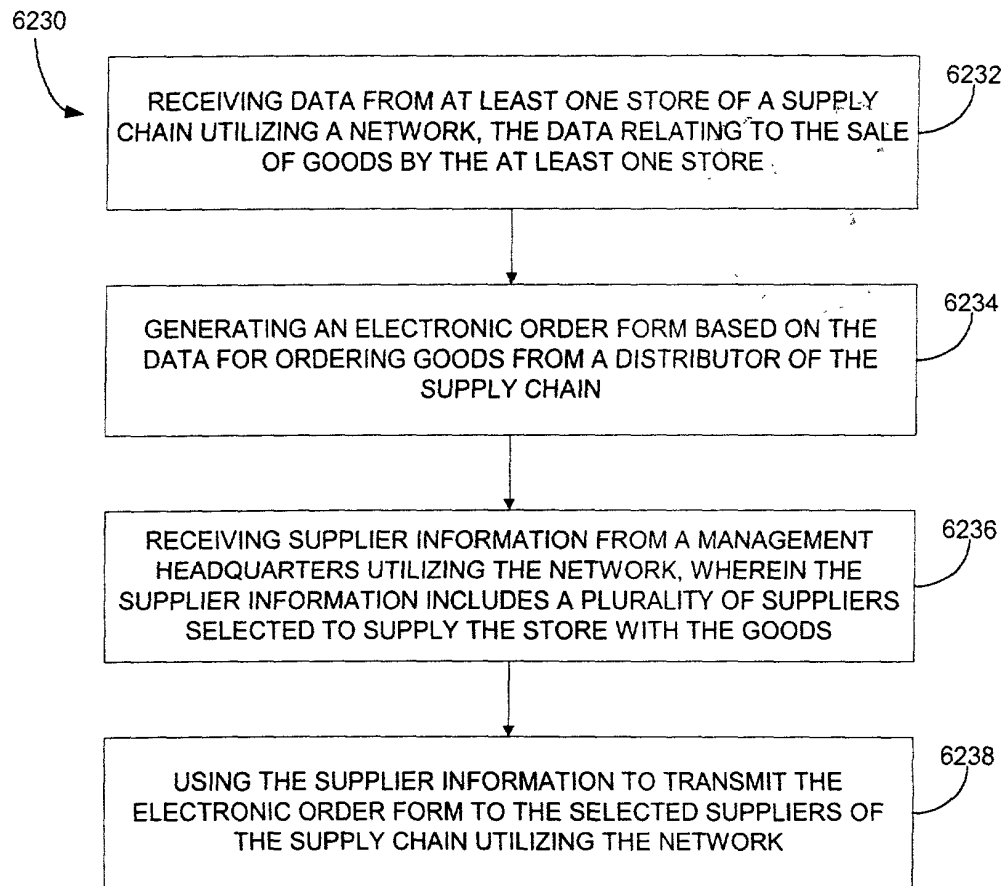 6230
6232
RECEIVING DATA FROM AT LEAST ONE STORE OF A SUPPLY
CHAIN UTILIZING A NETWORK, THE DATA RELATING TO THE SALE
OF GOODS BY THE AT LEAST ONE STORE
6234
GENERATING AN ELECTRONIC ORDER FORM BASED ON THE
DATA FOR ORDERING GOODS FROM A DISTRIBUTOR OF THE
SUPPLY CHAIN
6236
RECEIVING SUPPLIER INFORMATION FROM A MANAGEMENT
HEADQUARTERS UTILIZING THE NETWORK, WHEREIN THE
SUPPLIER INFORMATION INCLUDES A PLURALITY OF SUPPLIERS
SELECTED TO SUPPLY THE STORE WITH THE GOODS
6238
USING THE SUPPLIER INFORMATION TO TRANSMIT THE
ELECTRONIC ORDER FORM TO THE SELECTED SUPPLIERS OF
THE SUPPLY CHAIN UTILIZING THE NETWORK